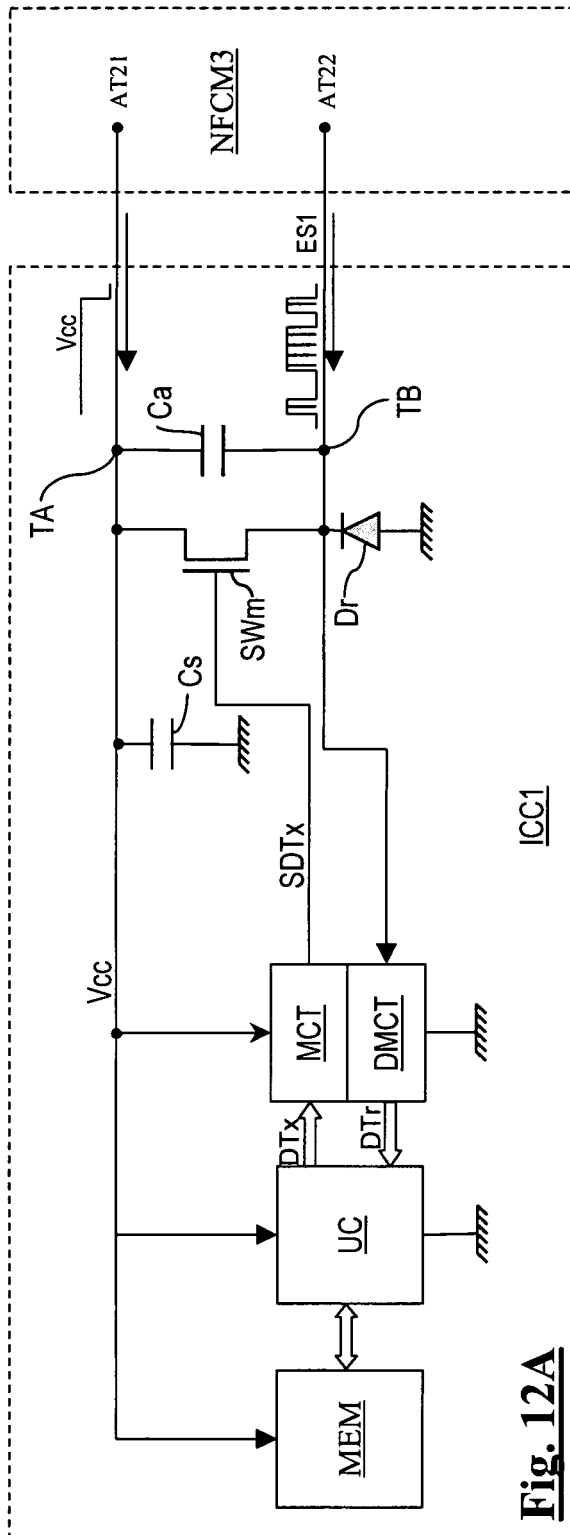 AT21
NFCM3
AT22
Vcc
ES1
TA
Ca
TB
SWm
Dr
Cs
Vcc
SDTx
ICC1
MCT
DMCT
DTx
DTr
UC
MEM
Fig. 12A